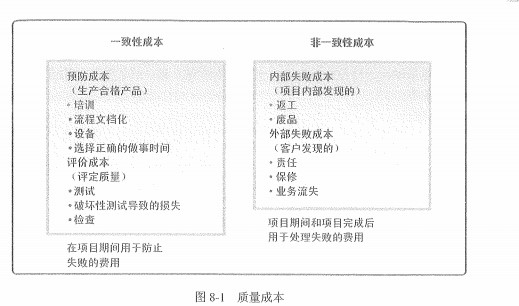 一致性成本
预防成本
（生产合格产品）
•培训
•流程文档化
•设备
•选择正确的做事时间
评价成本
（评定质量）
•测试
•破坏性测试导致的损失
•检查
在项目期间用于防止
失败的费用
非一致性成本
内部失败成本
（项目内部发现的）
•返工
•废品
外部失败成本
（客户发现的）
•责任
•保修
•业务流失
项目期间和项目完成后
用于处理失败的费用
图 8-1 质量成本